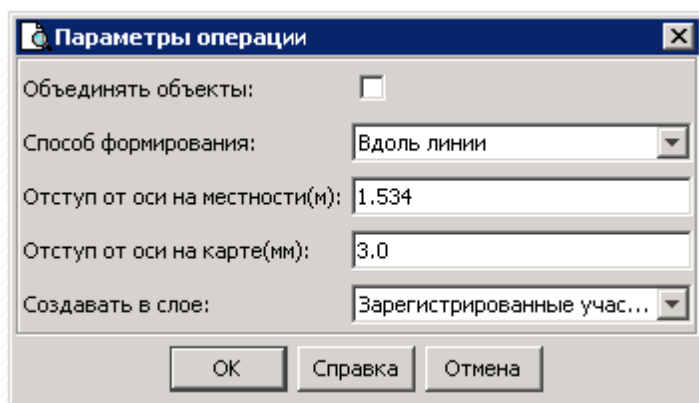 Параметры операции
Объединять объекты:
Способ формирования: Вдоль линии
Отступ от оси на местности(м): 1.534
Отступ от оси на карте(мм): 3.0
Создавать в слое: Зарегистрированные учас...
OK Справка Отмена